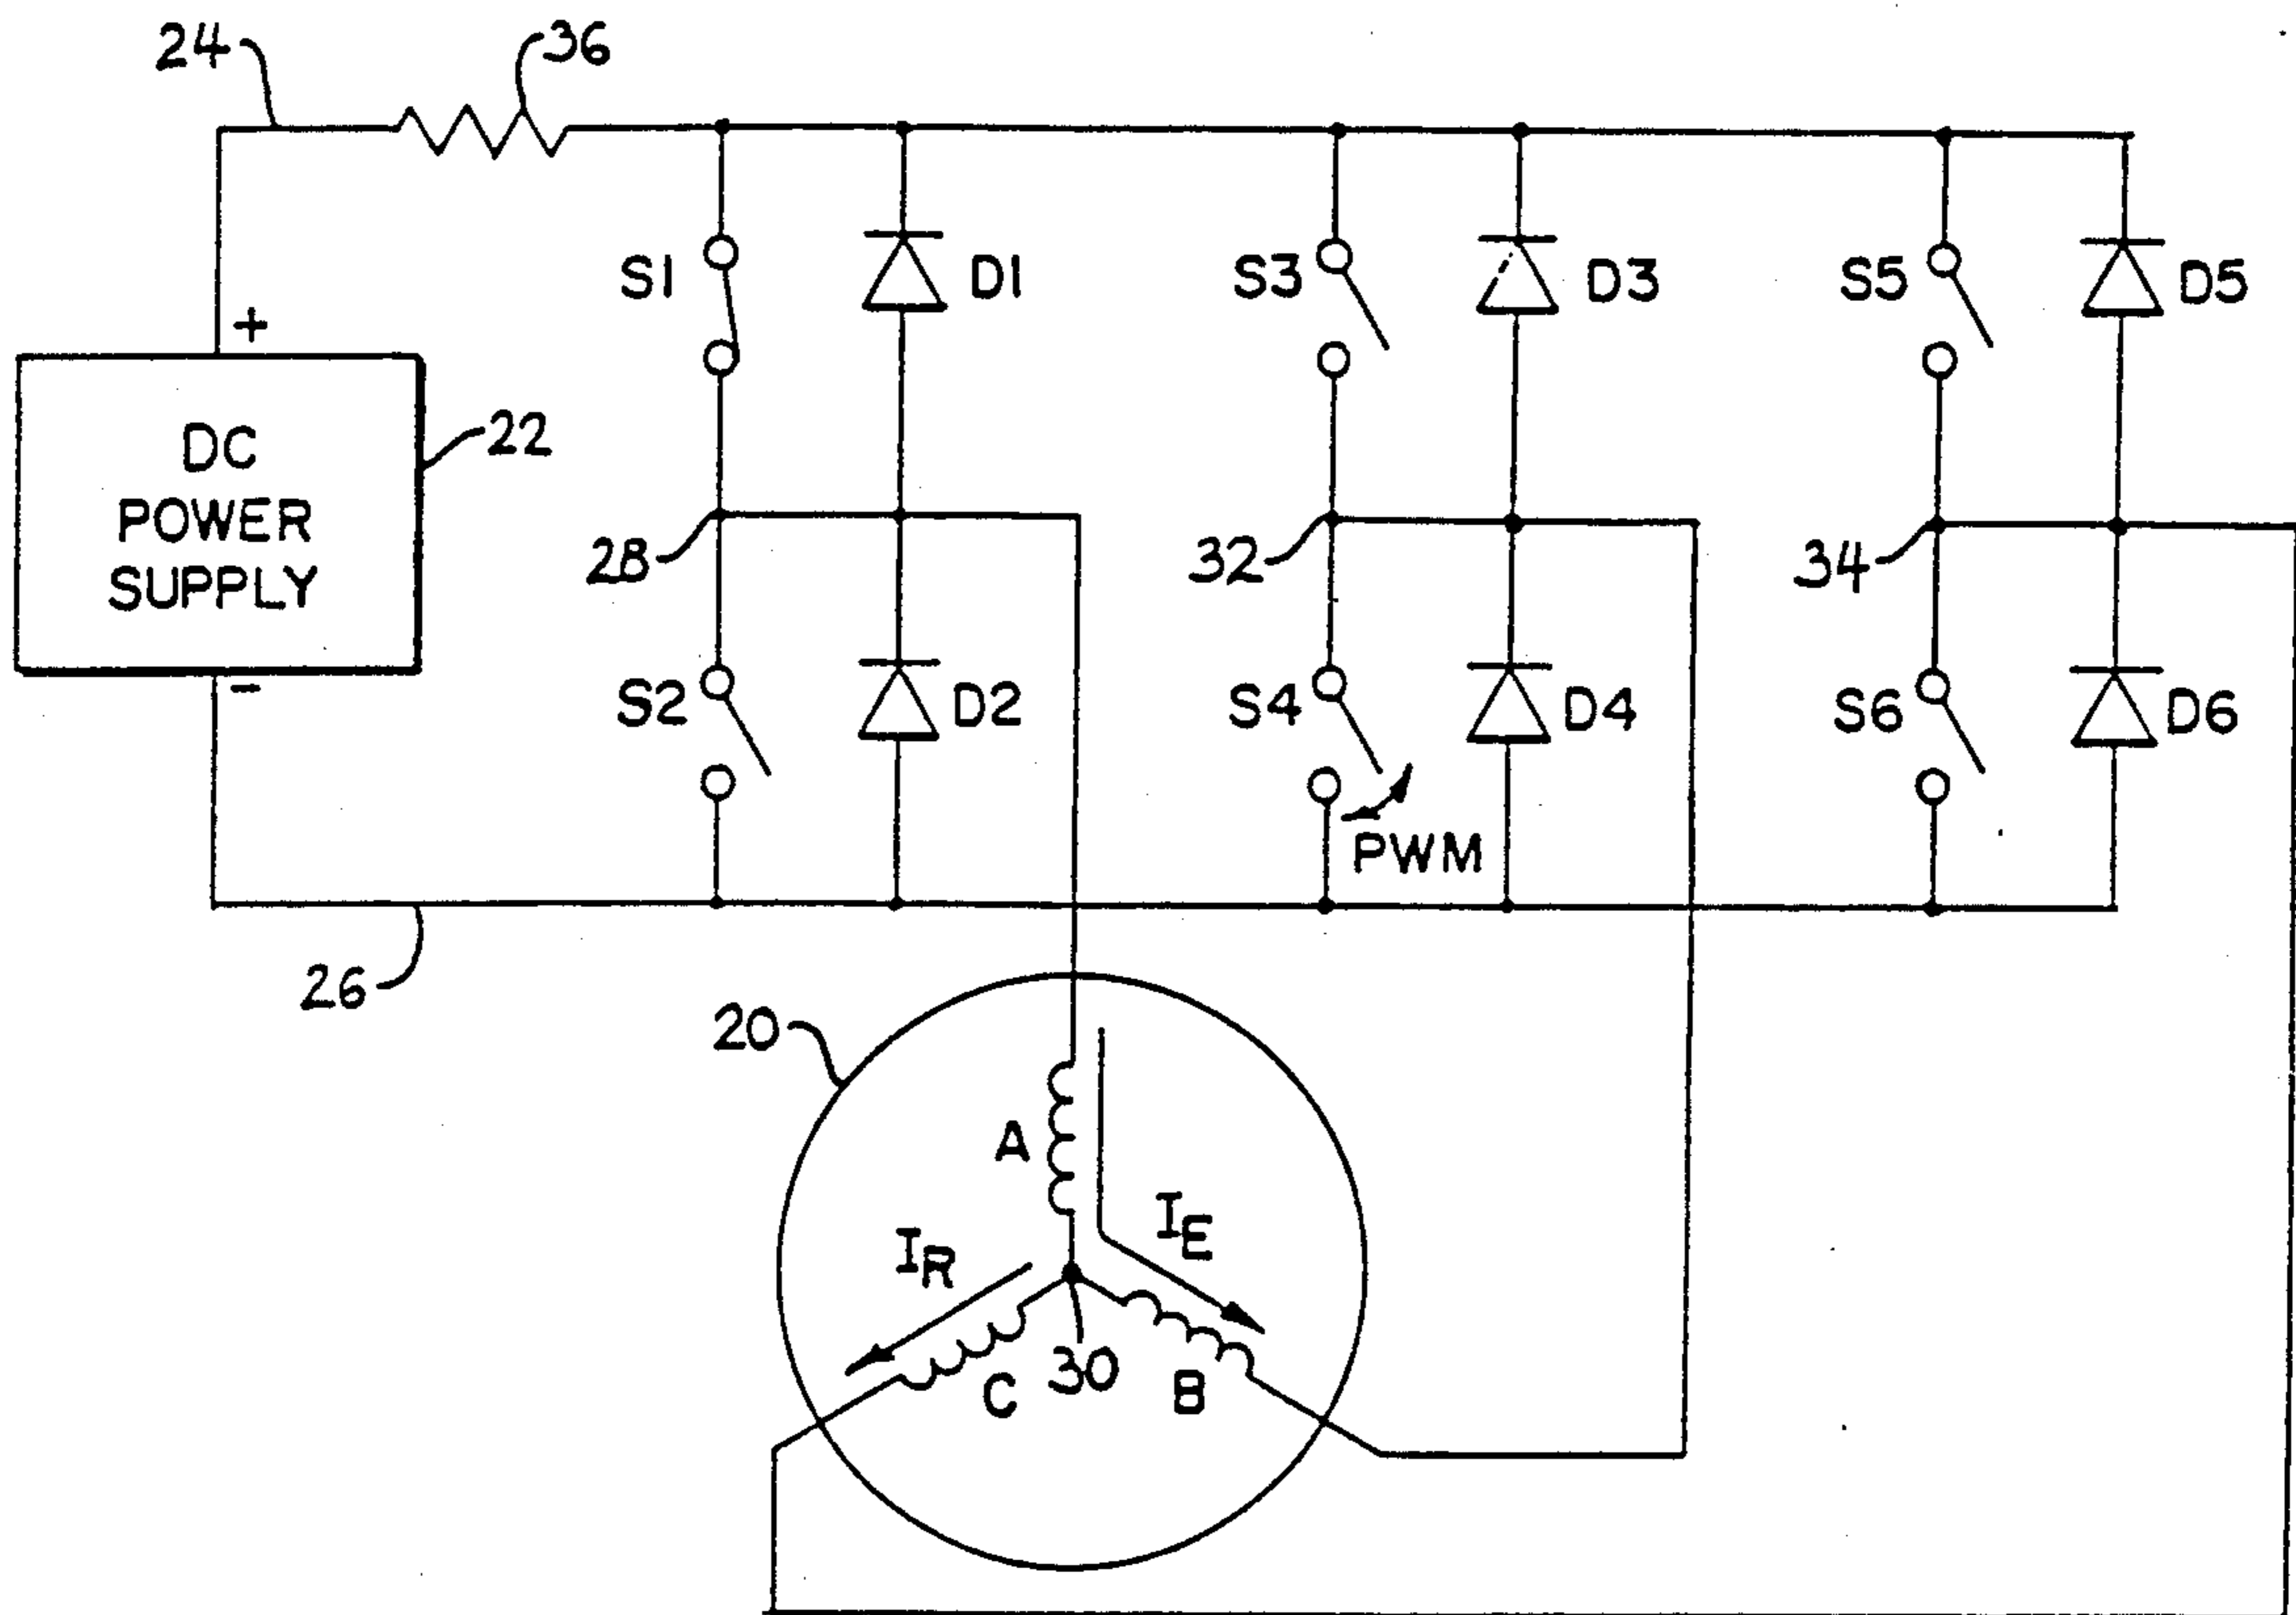 24
36
S1
D1
S3
D3
S5
D5
+
DC
POWER
SUPPLY
22
28
32
34
-
S2
D2
S4
D4
S6
D6
PWM
26
20
A
IR
IE
C
30
B